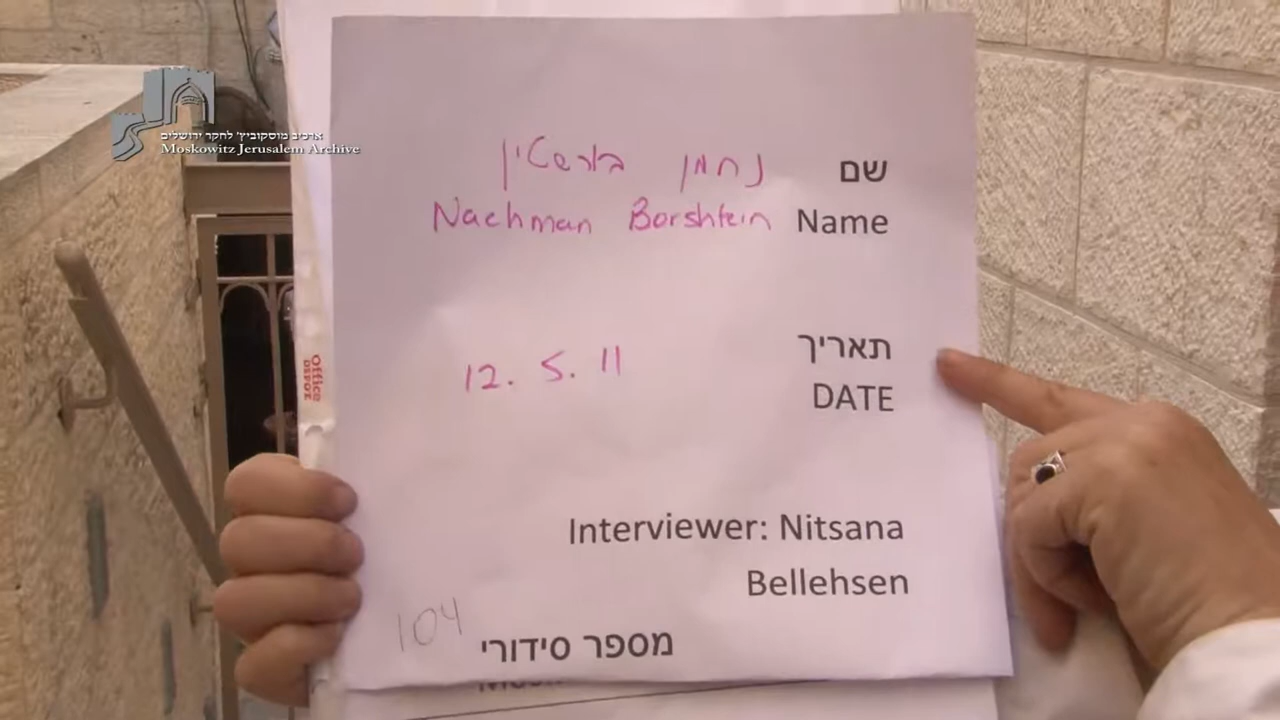 ארכיב מוסקוביץ' לחקר ירושלים
Moskowitz Jerusalem Archive
שם נחמן בורשטין
Name Nachman Borshtein
תאריך
12. 5. 11
DATE
Interviewer: Nitsana
Bellehsen
מספר סידורי 104
Office
DEPOT